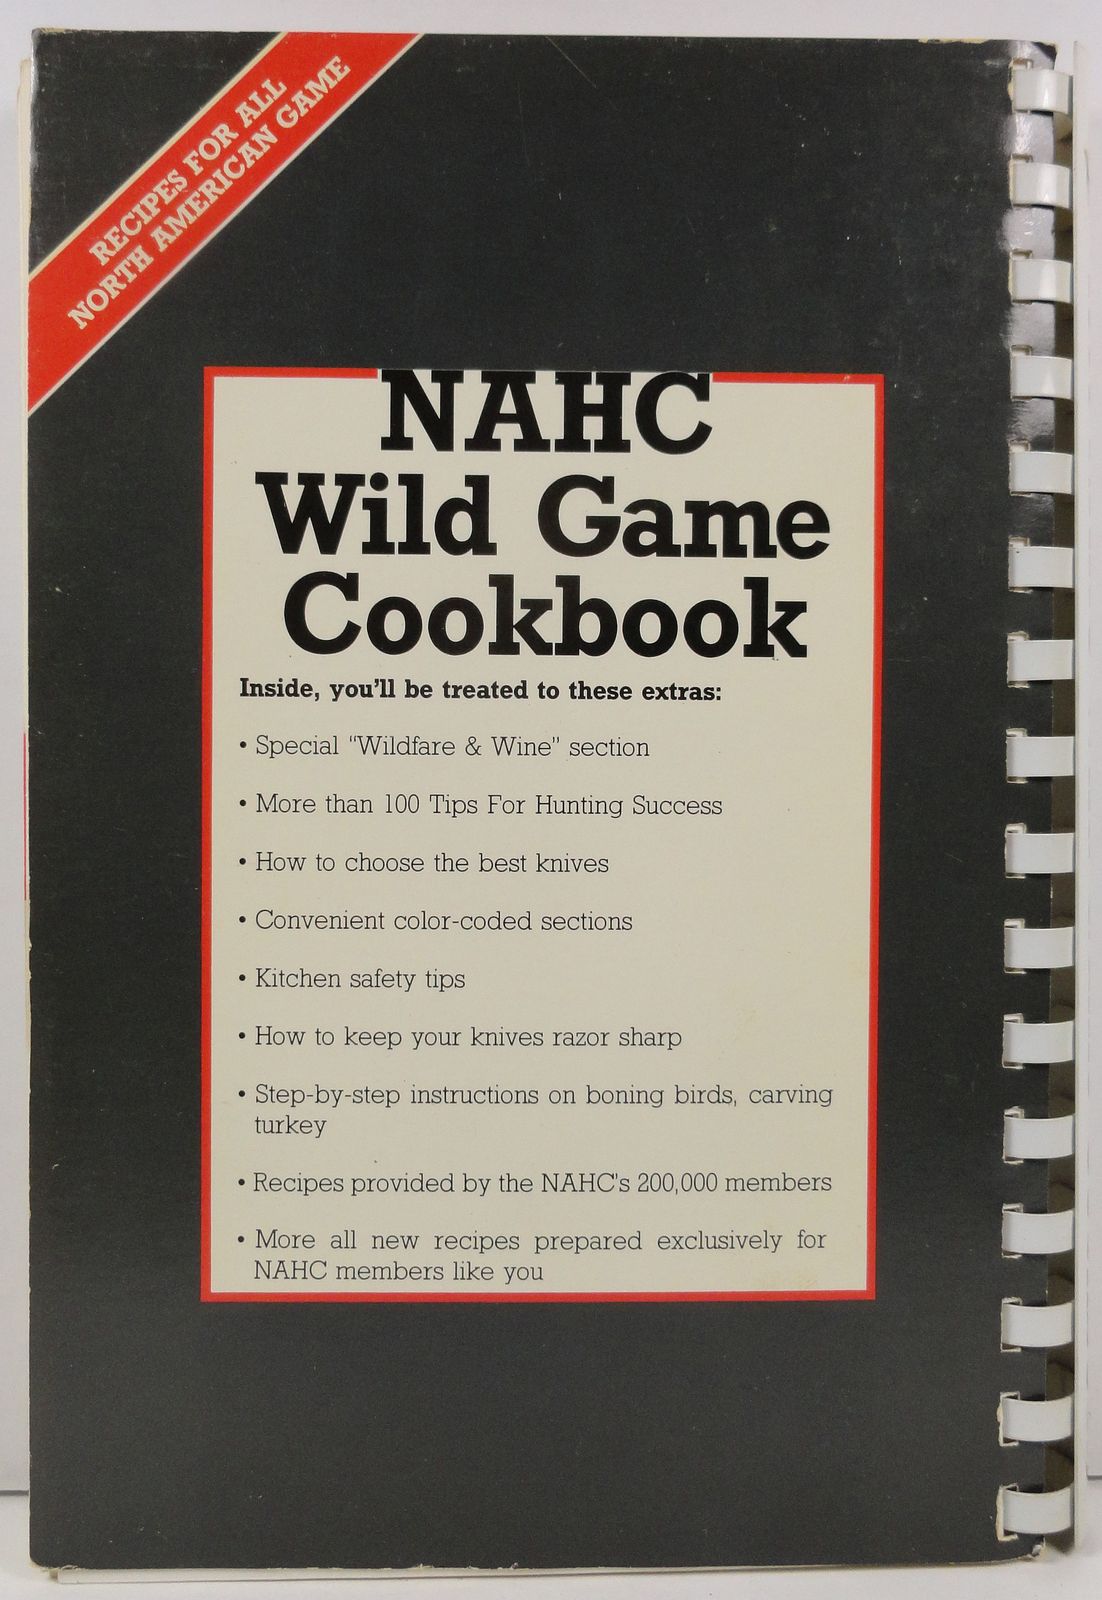 RECIPES FOR ALL
NORTH AMERICAN GAME
NAHC
Wild Game
Cookbook
Inside, you'll be treated to these extras:
• Special "Wildfare & Wine" section
• More than 100 Tips For Hunting Success
• How to choose the best knives
• Convenient color-coded sections
• Kitchen safety tips
• How to keep your knives razor sharp
• Step-by-step instructions on boning birds, carving
turkey
• Recipes provided by the NAHC's 200,000 members
• More all new recipes prepared exclusively for
NAHC members like you